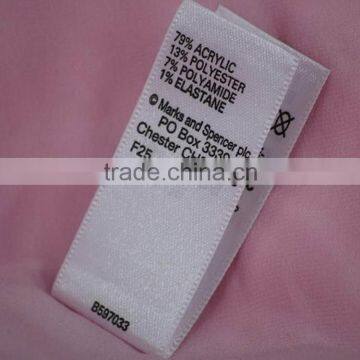 79% ACRYLIC
13% POLYESTER
7% POLYAMIDE
1% ELASTANE
© Marks and Spencer plc
PO Box 3339
Chester
F25
B597033
trade.china.com